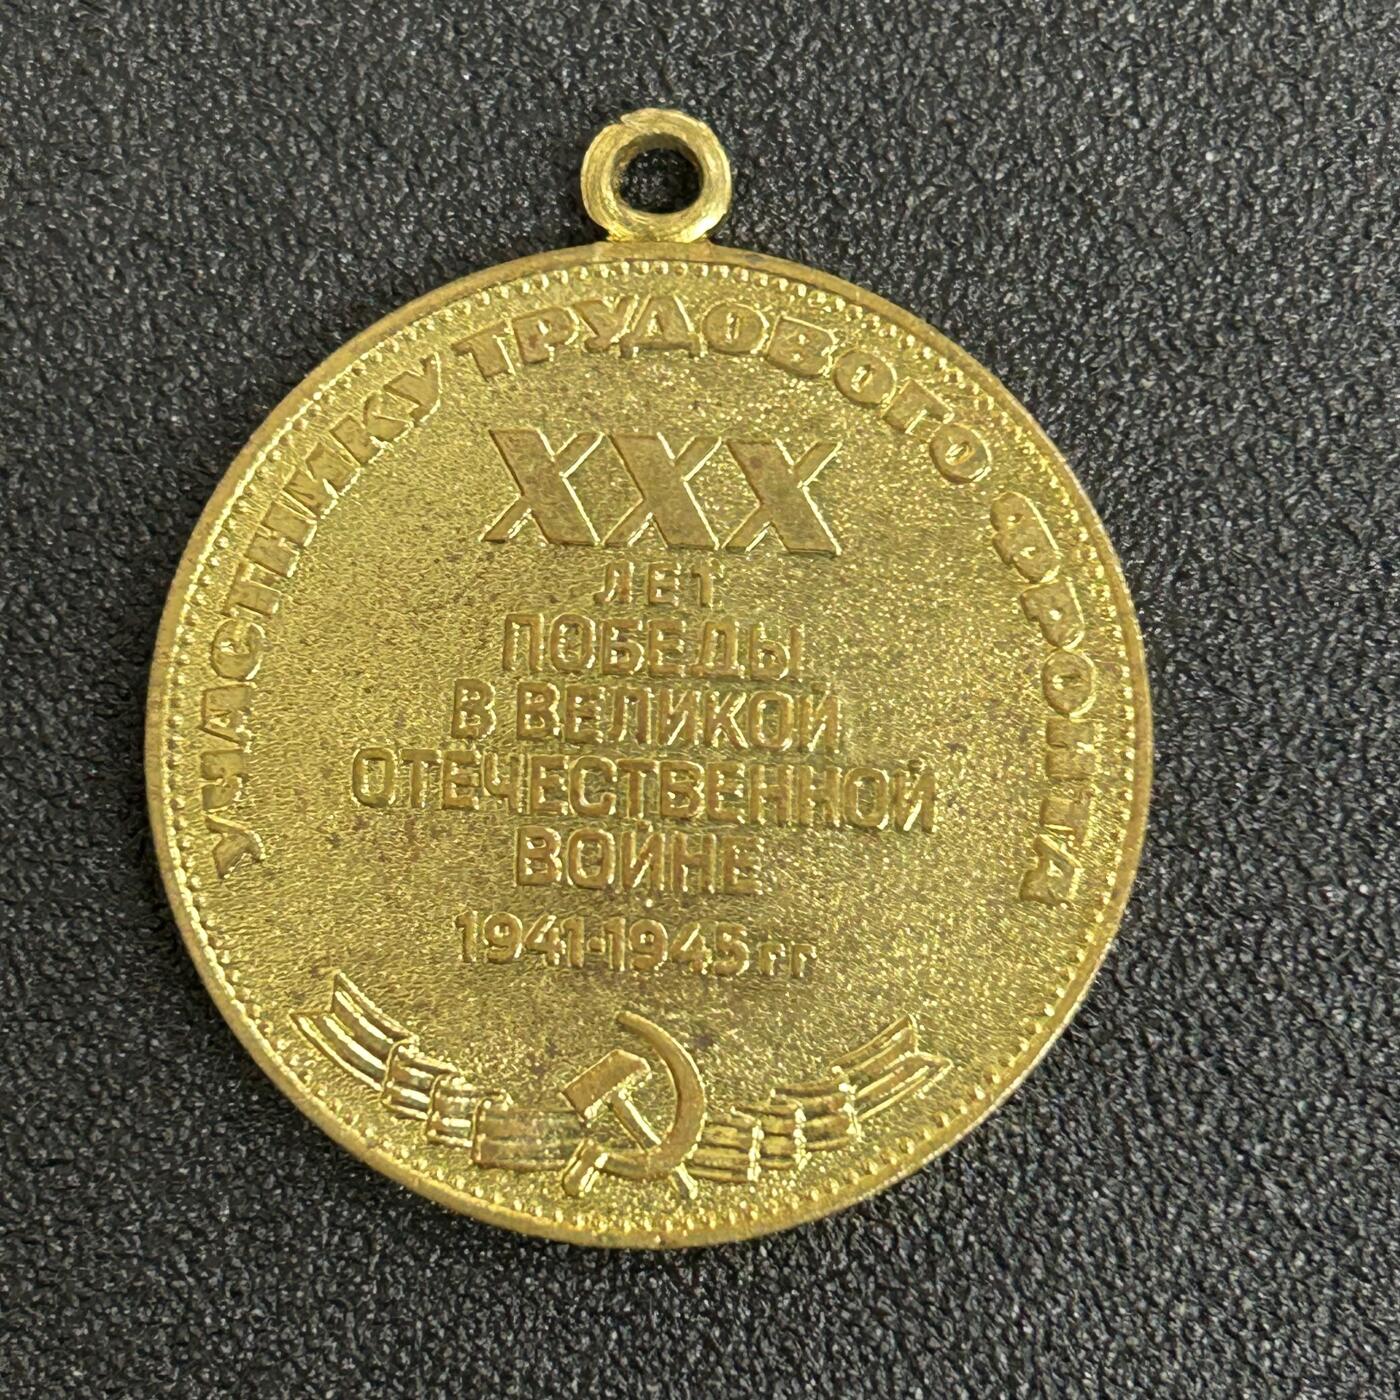 УЧАСТНИКУ ТРУДОВОГО ФРОНТА
XXX
ЛЕТ
ПОБЕДЫ
В ВЕЛИКОЙ
ОТЕЧЕСТВЕННОЙ
ВОЙНЕ
1941-1945 гг